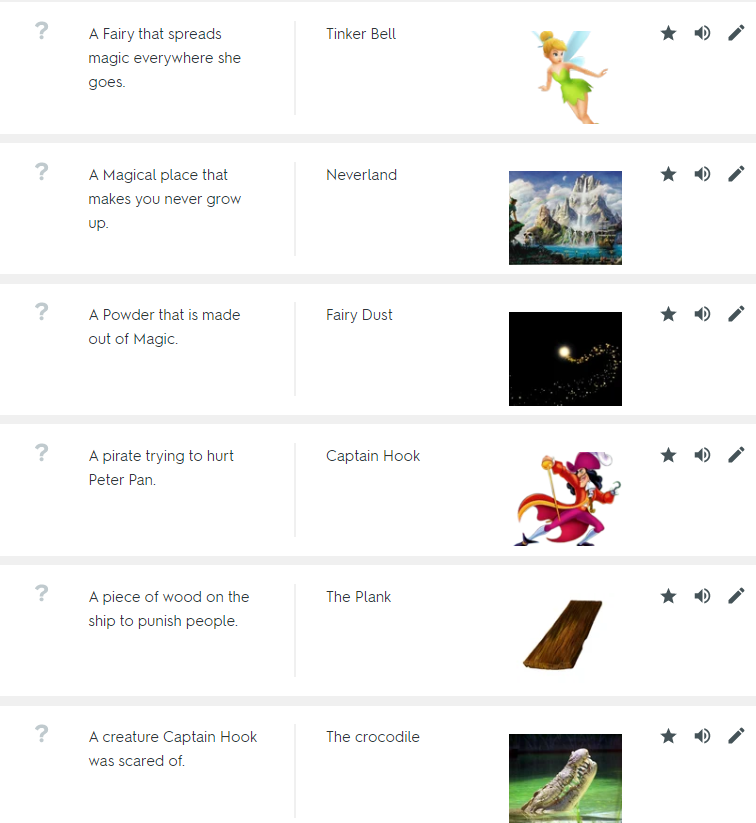 ?
A Fairy that spreads
magic everywhere she
goes.
Tinker Bell
?
A Magical place that
makes you never grow
up.
Neverland
?
A Powder that is made
out of Magic.
Fairy Dust
?
A pirate trying to hurt
Peter Pan.
Captain Hook
?
A piece of wood on the
ship to punish people.
The Plank
?
A creature Captain Hook
was scared of.
The crocodile